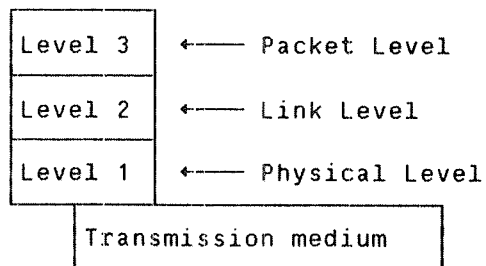 Level 3 ←—— Packet Level
Level 2 ←—— Link Level
Level 1 ←—— Physical Level
Transmission medium